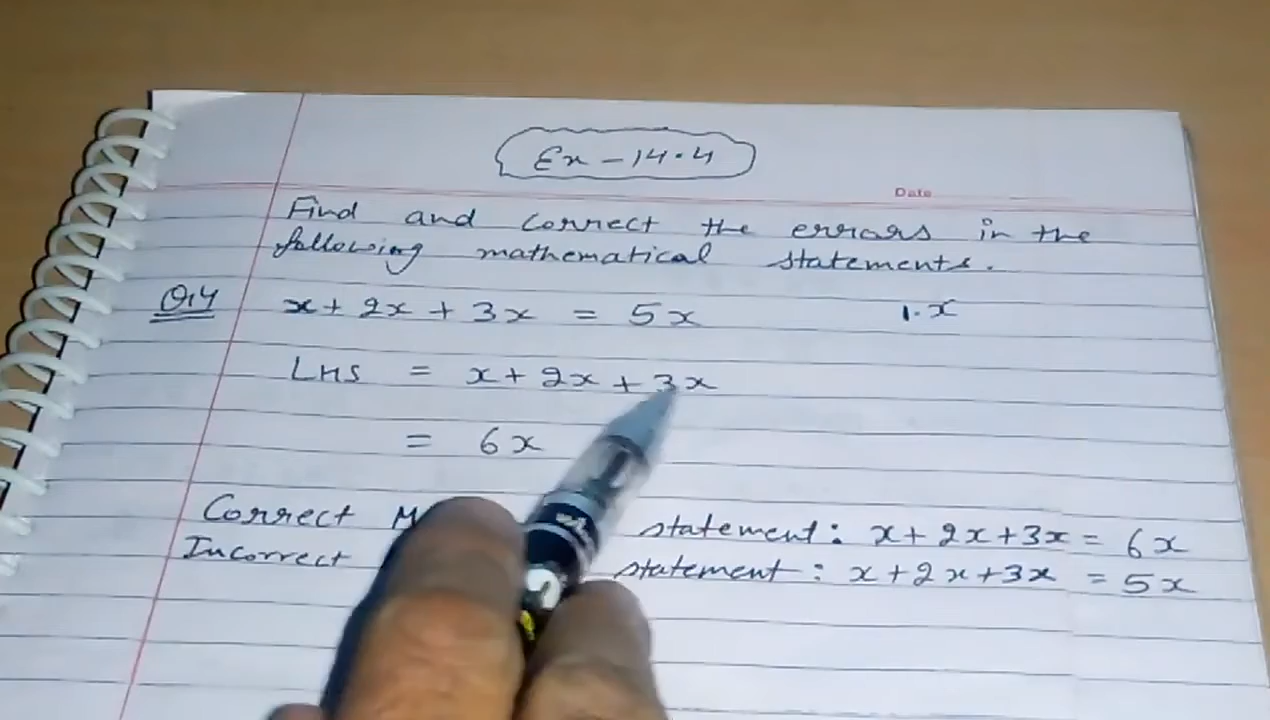 Ex - 14.4
Date
Find and correct the errors in the
following mathematical statements.
Q.4 x + 2x + 3x = 5x 1.x
LHS = x + 2x + 3x
= 6x
Correct M statement: x + 2x + 3x = 6x
Incorrect statement: x + 2x + 3x = 5x